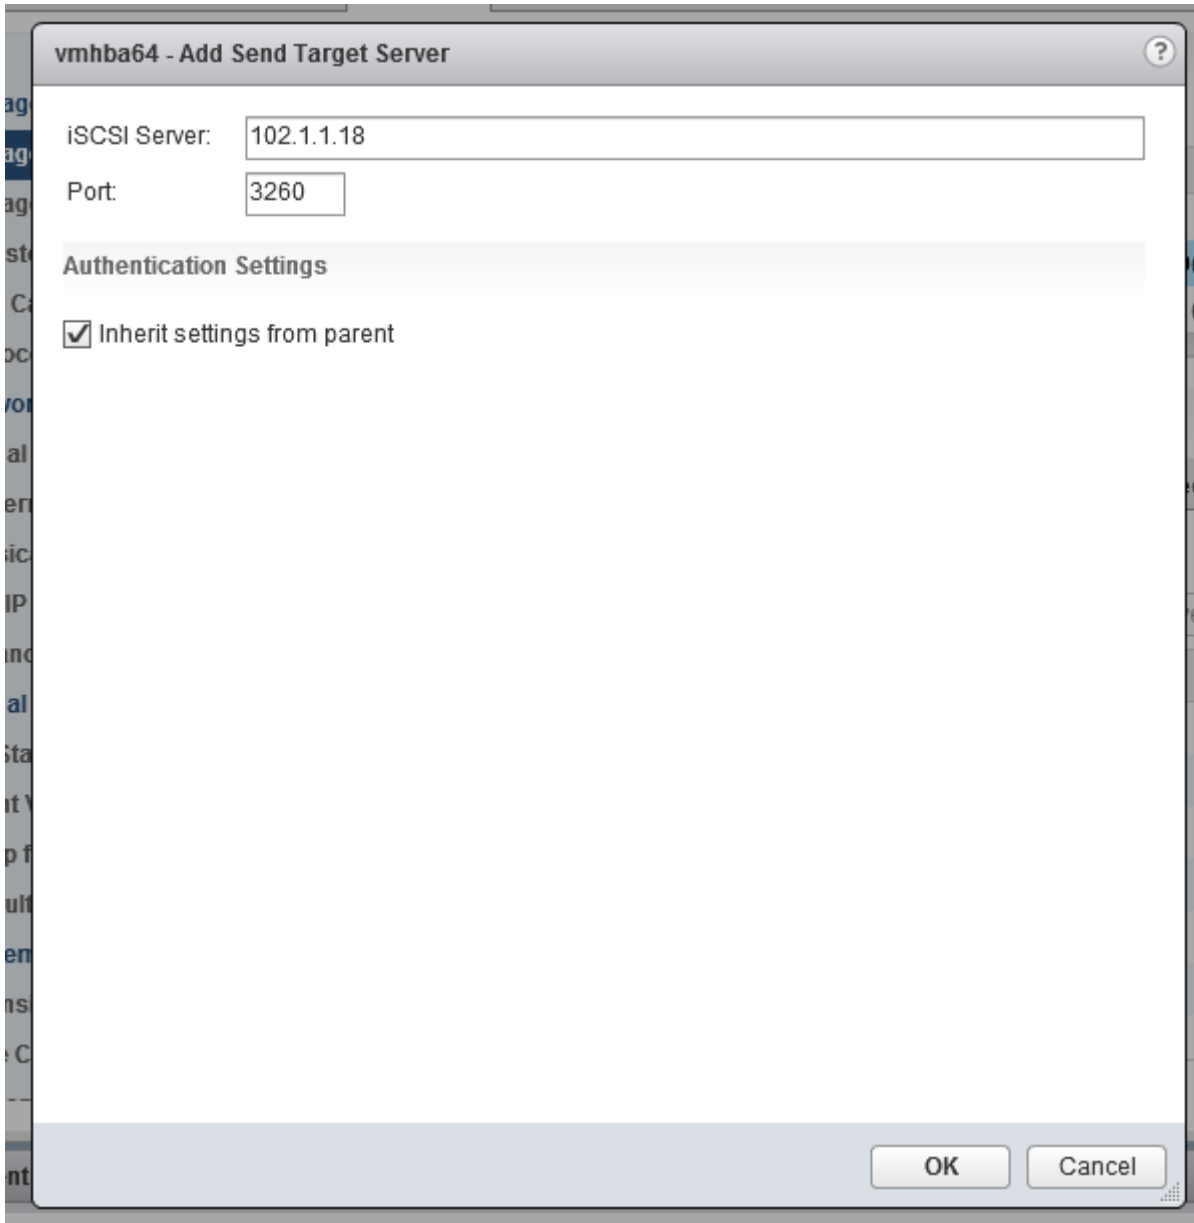 vmhba64 - Add Send Target Server
?
iSCSI Server: 102.1.1.18
Port: 3260
Authentication Settings
Inherit settings from parent
OK Cancel